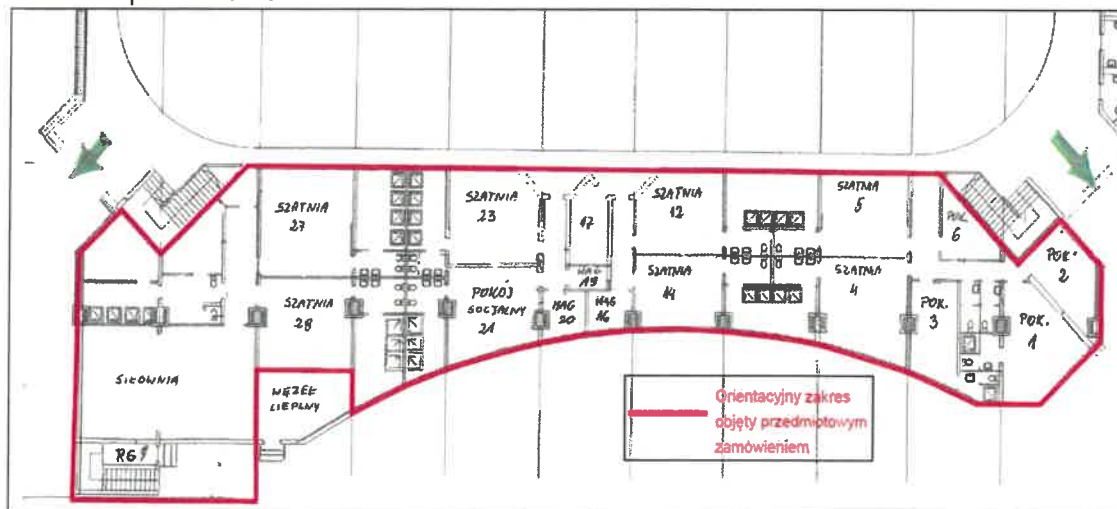 SZATNIA
27
SZATNIA
23
17
SZATNIA
12
SZATNIA
5
POK.
6
POK.
2
SZATNIA
28
POKÓJ
SOCJALNY
21
MAG
20
MAG
MAG
16
SZATNIA
14
SZATNIA
4
POK.
3
POK.
1
SIŁOWNIA
WĘZEŁ
CIEPLNY
RG
Orientacyjny zakres
objęty przedmiotowym
zamówieniem